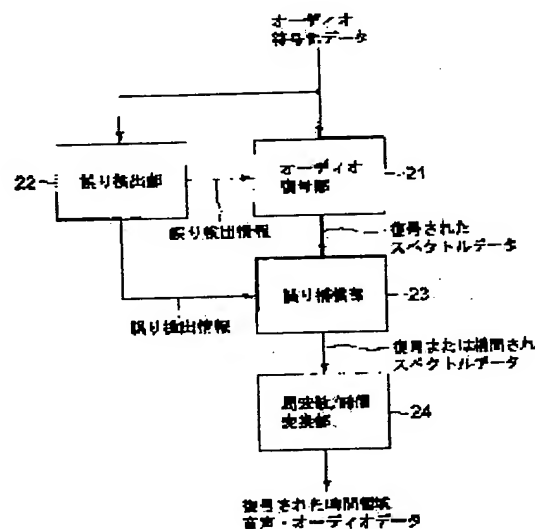 オーディオ
符号化データ
22
誤り検出部
オーディオ
復号部
21
誤り検出情報
復号された
スペクトルデータ
誤り補償部
23
誤り検出情報
復号または補間され
スペクトルデータ
周波数/時間
変換部
24
復号された時間領域
音声・オーディオデータ